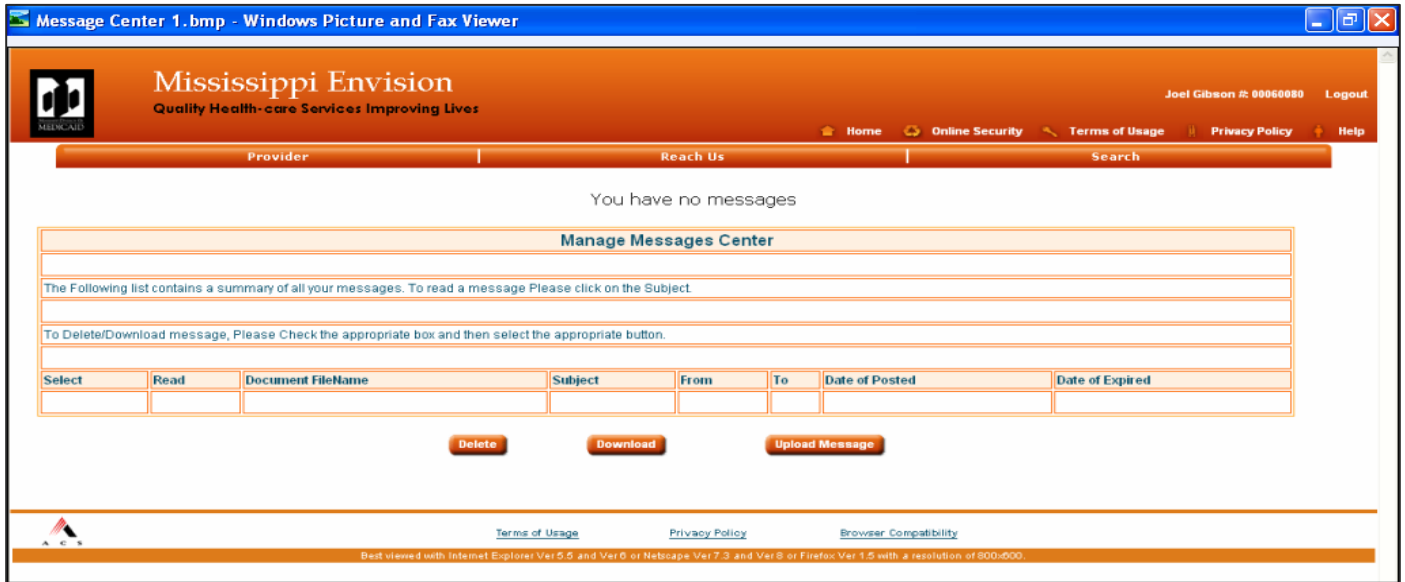 Message Center 1.bmp - Windows Picture and Fax Viewer
Mississippi Envision
Quality Health-care Services Improving Lives
MEDICAID
Joel Gibson #: 00060080 Logout
Home Online Security Terms of Usage Privacy Policy Help
Provider Reach Us Search
You have no messages
Manage Messages Center
The Following list contains a summary of all your messages. To read a message Please click on the Subject.
To Delete/Download message, Please Check the appropriate box and then select the appropriate button.
Select Read Document FileName Subject From To Date of Posted Date of Expired
Delete Download Upload Message
A C S
Terms of Usage Privacy Policy Browser Compatibility
Best viewed with Internet Explorer Ver 5.5 and Ver 6 or Netscape Ver 7.3 and Ver 8 or Firefox Ver 1.5 with a resolution of 800x600.